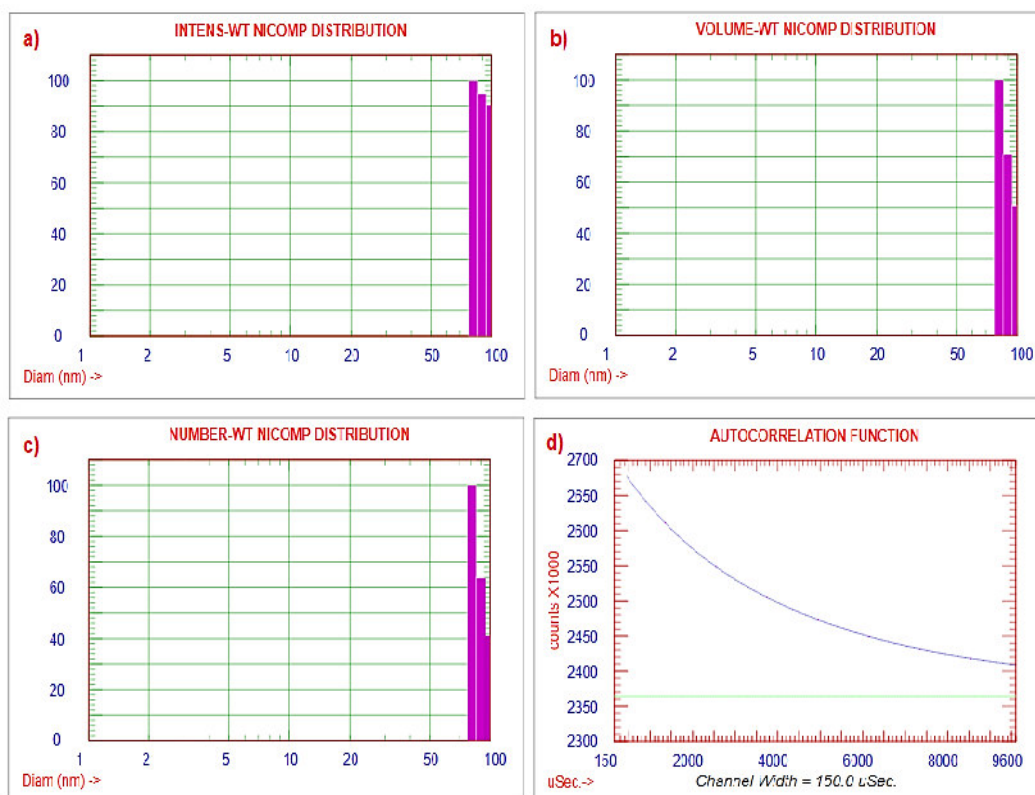 a)
INTENS-WT NICOMP DISTRIBUTION
100
80
60
40
20
0
1 2 5 10 20 50 100
Diam (nm) ->
b)
VOLUME-WT NICOMP DISTRIBUTION
100
80
60
40
20
0
1 2 5 10 20 50 100
Diam (nm) ->
c)
NUMBER-WT NICOMP DISTRIBUTION
100
80
60
40
20
0
1 2 5 10 20 50 100
Diam (nm) ->
d)
AUTOCORRELATION FUNCTION
counts X1000
2700
2650
2600
2550
2500
2450
2400
2350
2300
150 2000 4000 6000 8000 9600
uSec.-> Channel Width = 150.0 uSec.